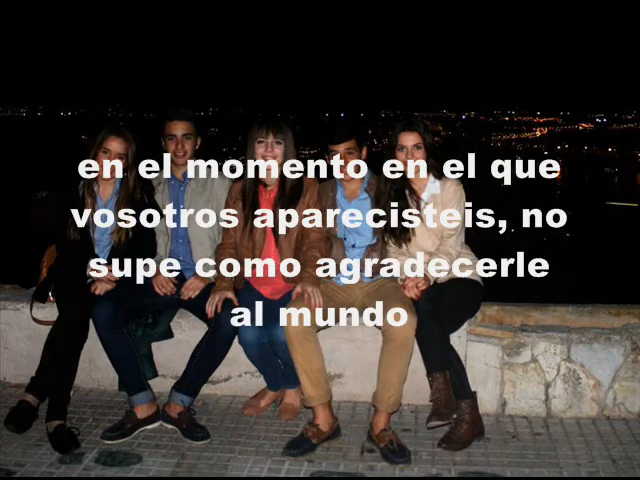 en el momento en el que
vosotros aparecisteis, no
supe como agradecerle
al mundo